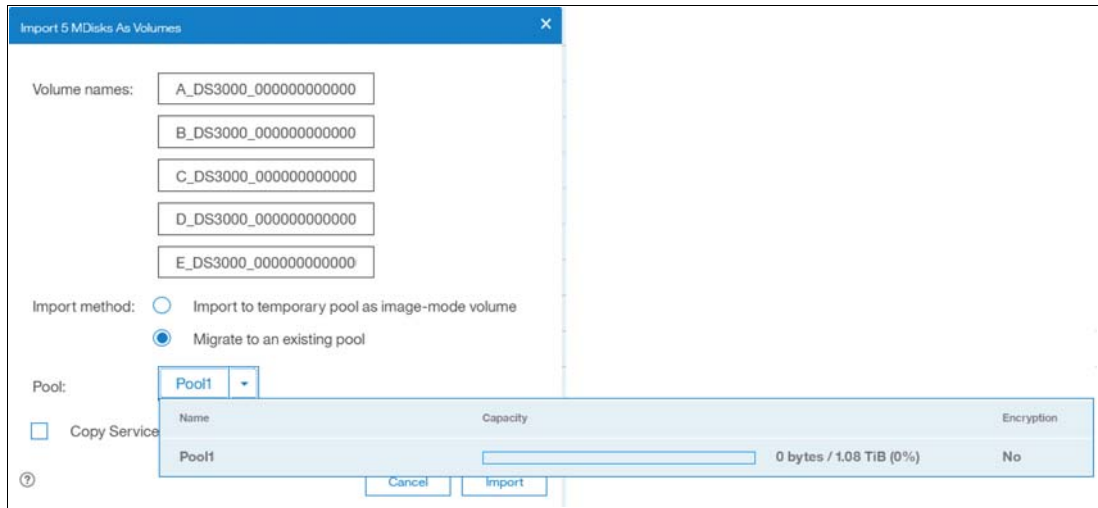 Import 5 MDisks As Volumes
Volume names:
A_DS3000_000000000000
B_DS3000_000000000000
C_DS3000_000000000000
D_DS3000_000000000000
E_DS3000_000000000000
Import method:
Import to temporary pool as image-mode volume
Migrate to an existing pool
Pool: Pool1
Copy Service
Name Capacity Encryption
Pool1 0 bytes / 1.08 TiB (0%) No
? Cancel Import